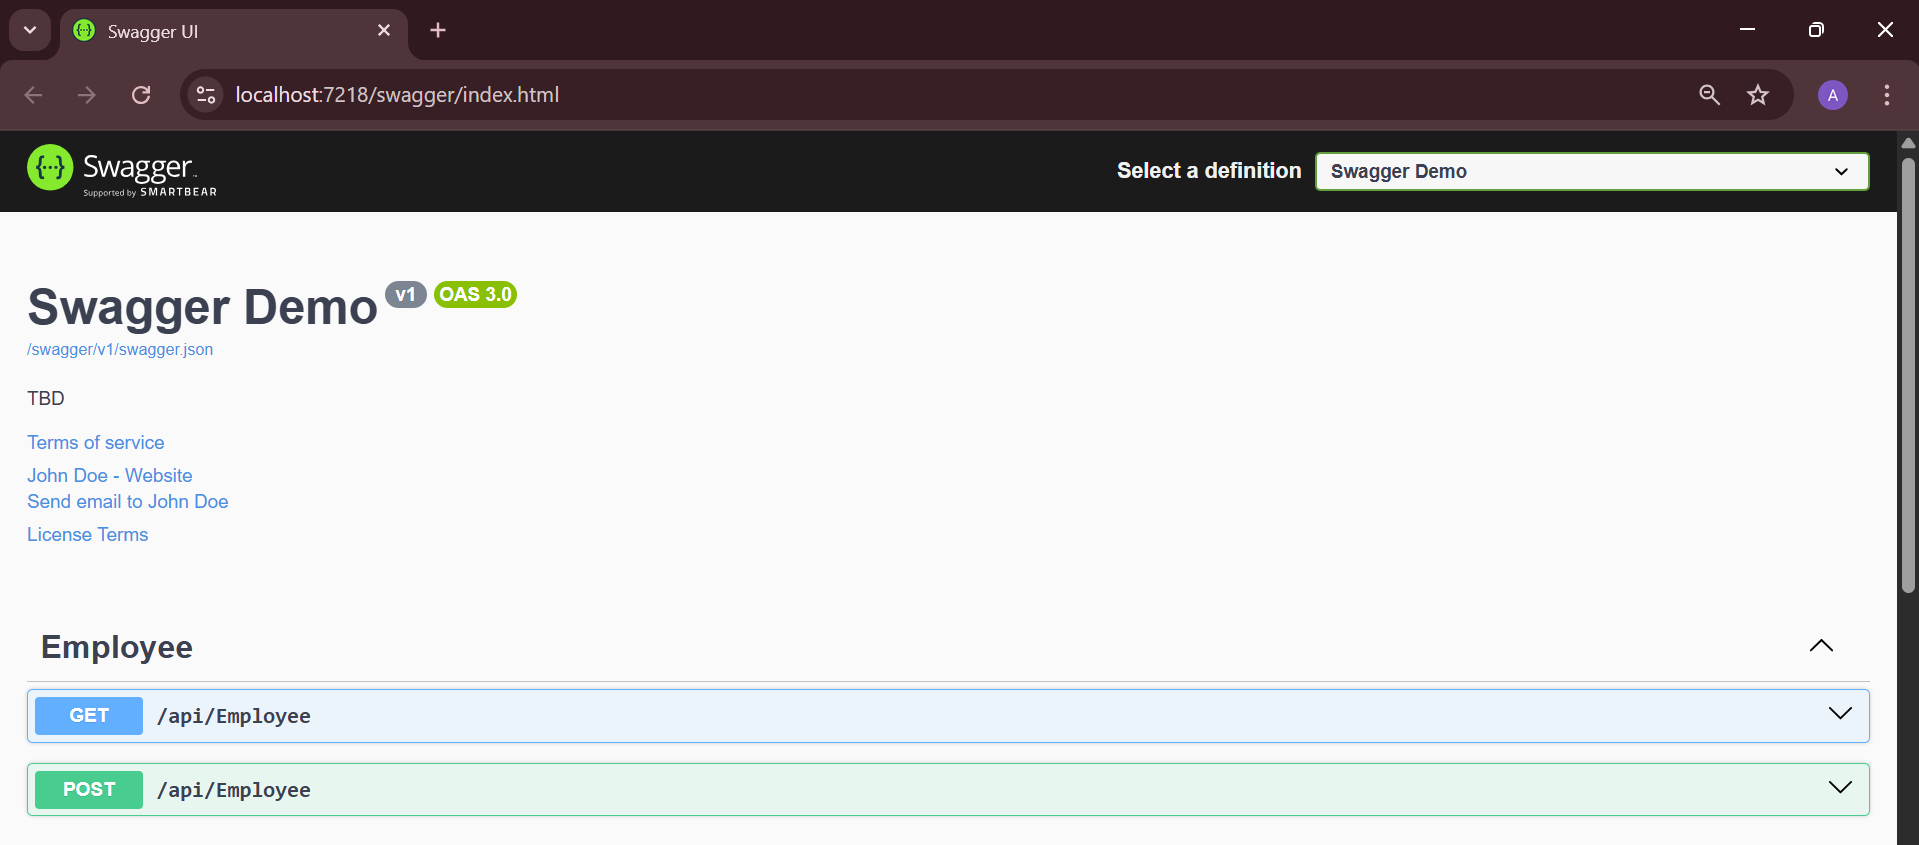 Swagger UI
localhost:7218/swagger/index.html
A
Swagger™
Supported by SMARTBEAR
Select a definition
Swagger Demo
Swagger Demo v1 OAS 3.0
/swagger/v1/swagger.json
TBD
Terms of service
John Doe - Website
Send email to John Doe
License Terms
Employee
GET /api/Employee
POST /api/Employee